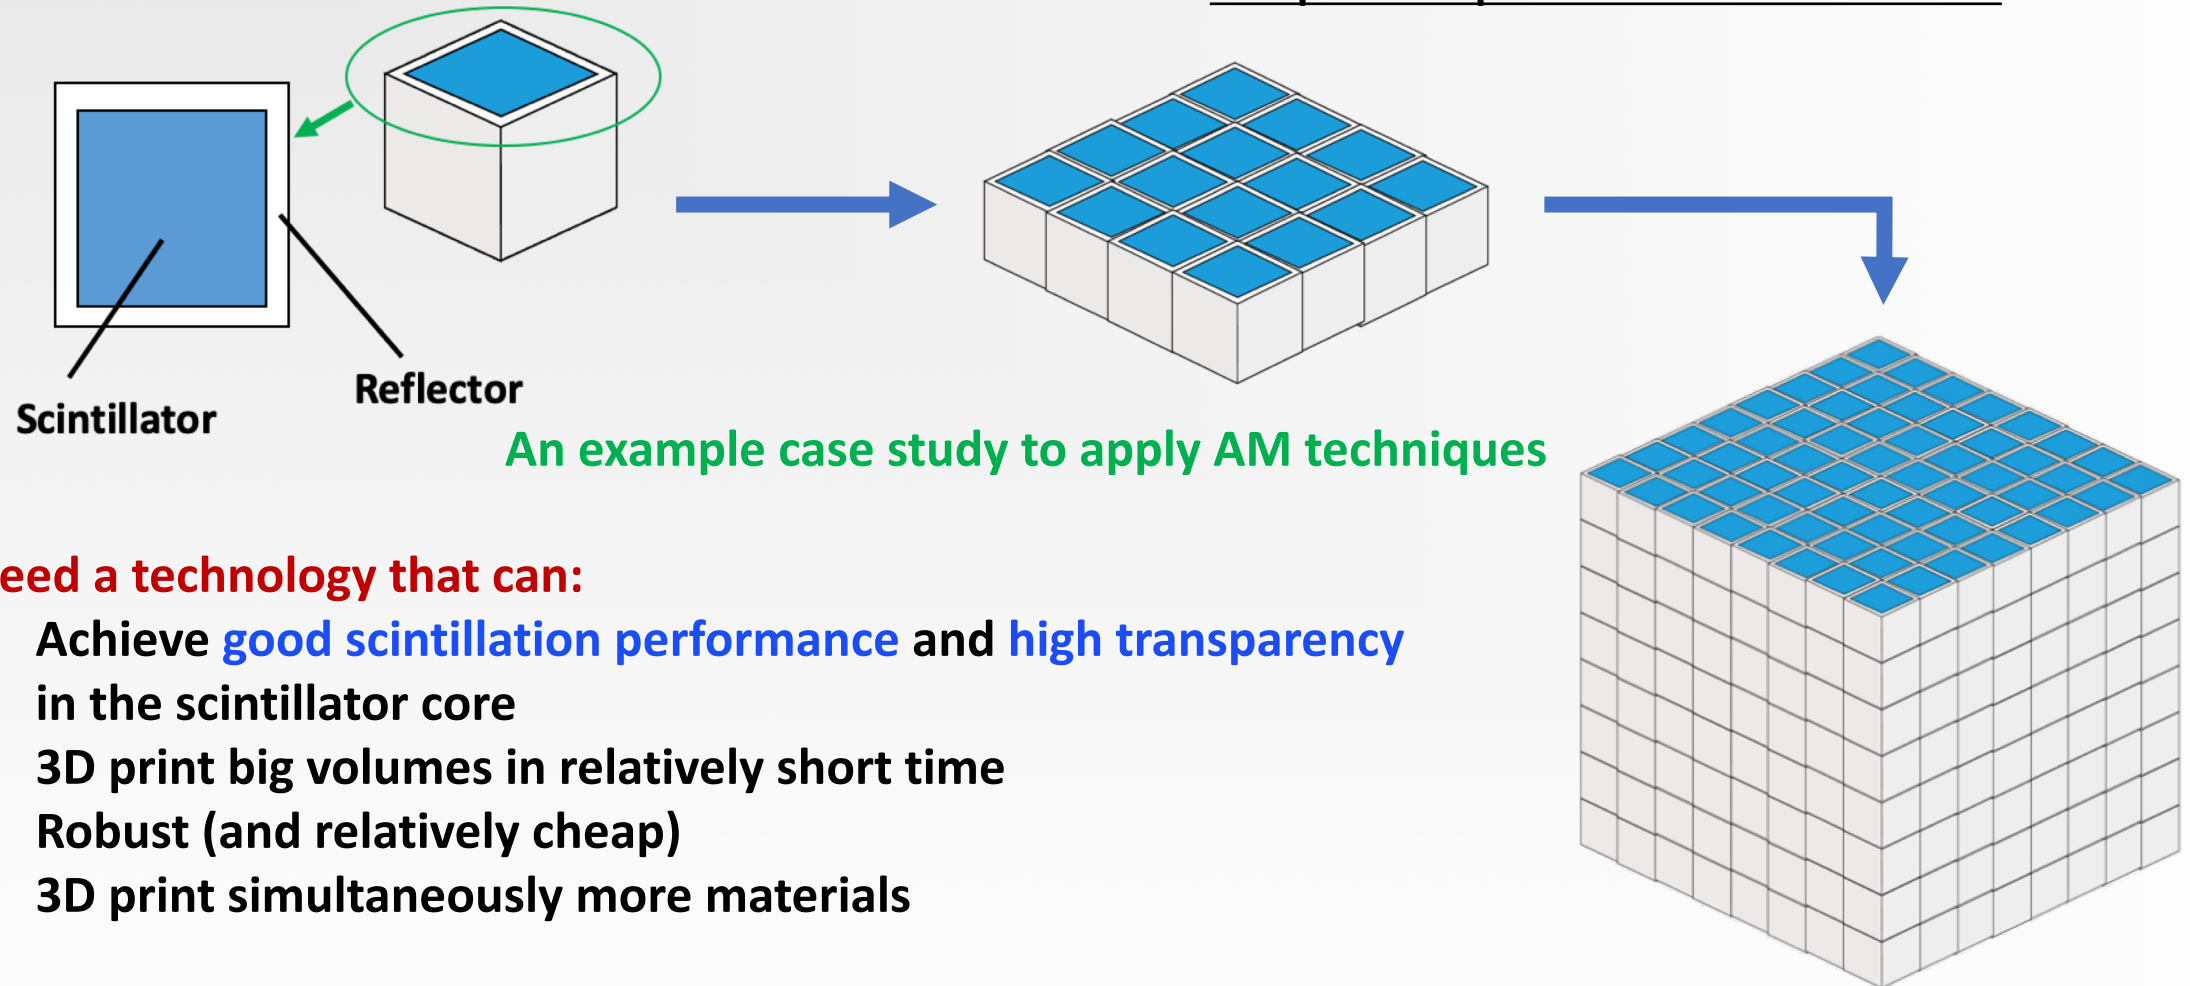 Reflector
Scintillator
An example case study to apply AM techniques
eed a technology that can:
Achieve good scintillation performance and high transparency
in the scintillator core
3D print big volumes in relatively short time
Robust (and relatively cheap)
3D print simultaneously more materials